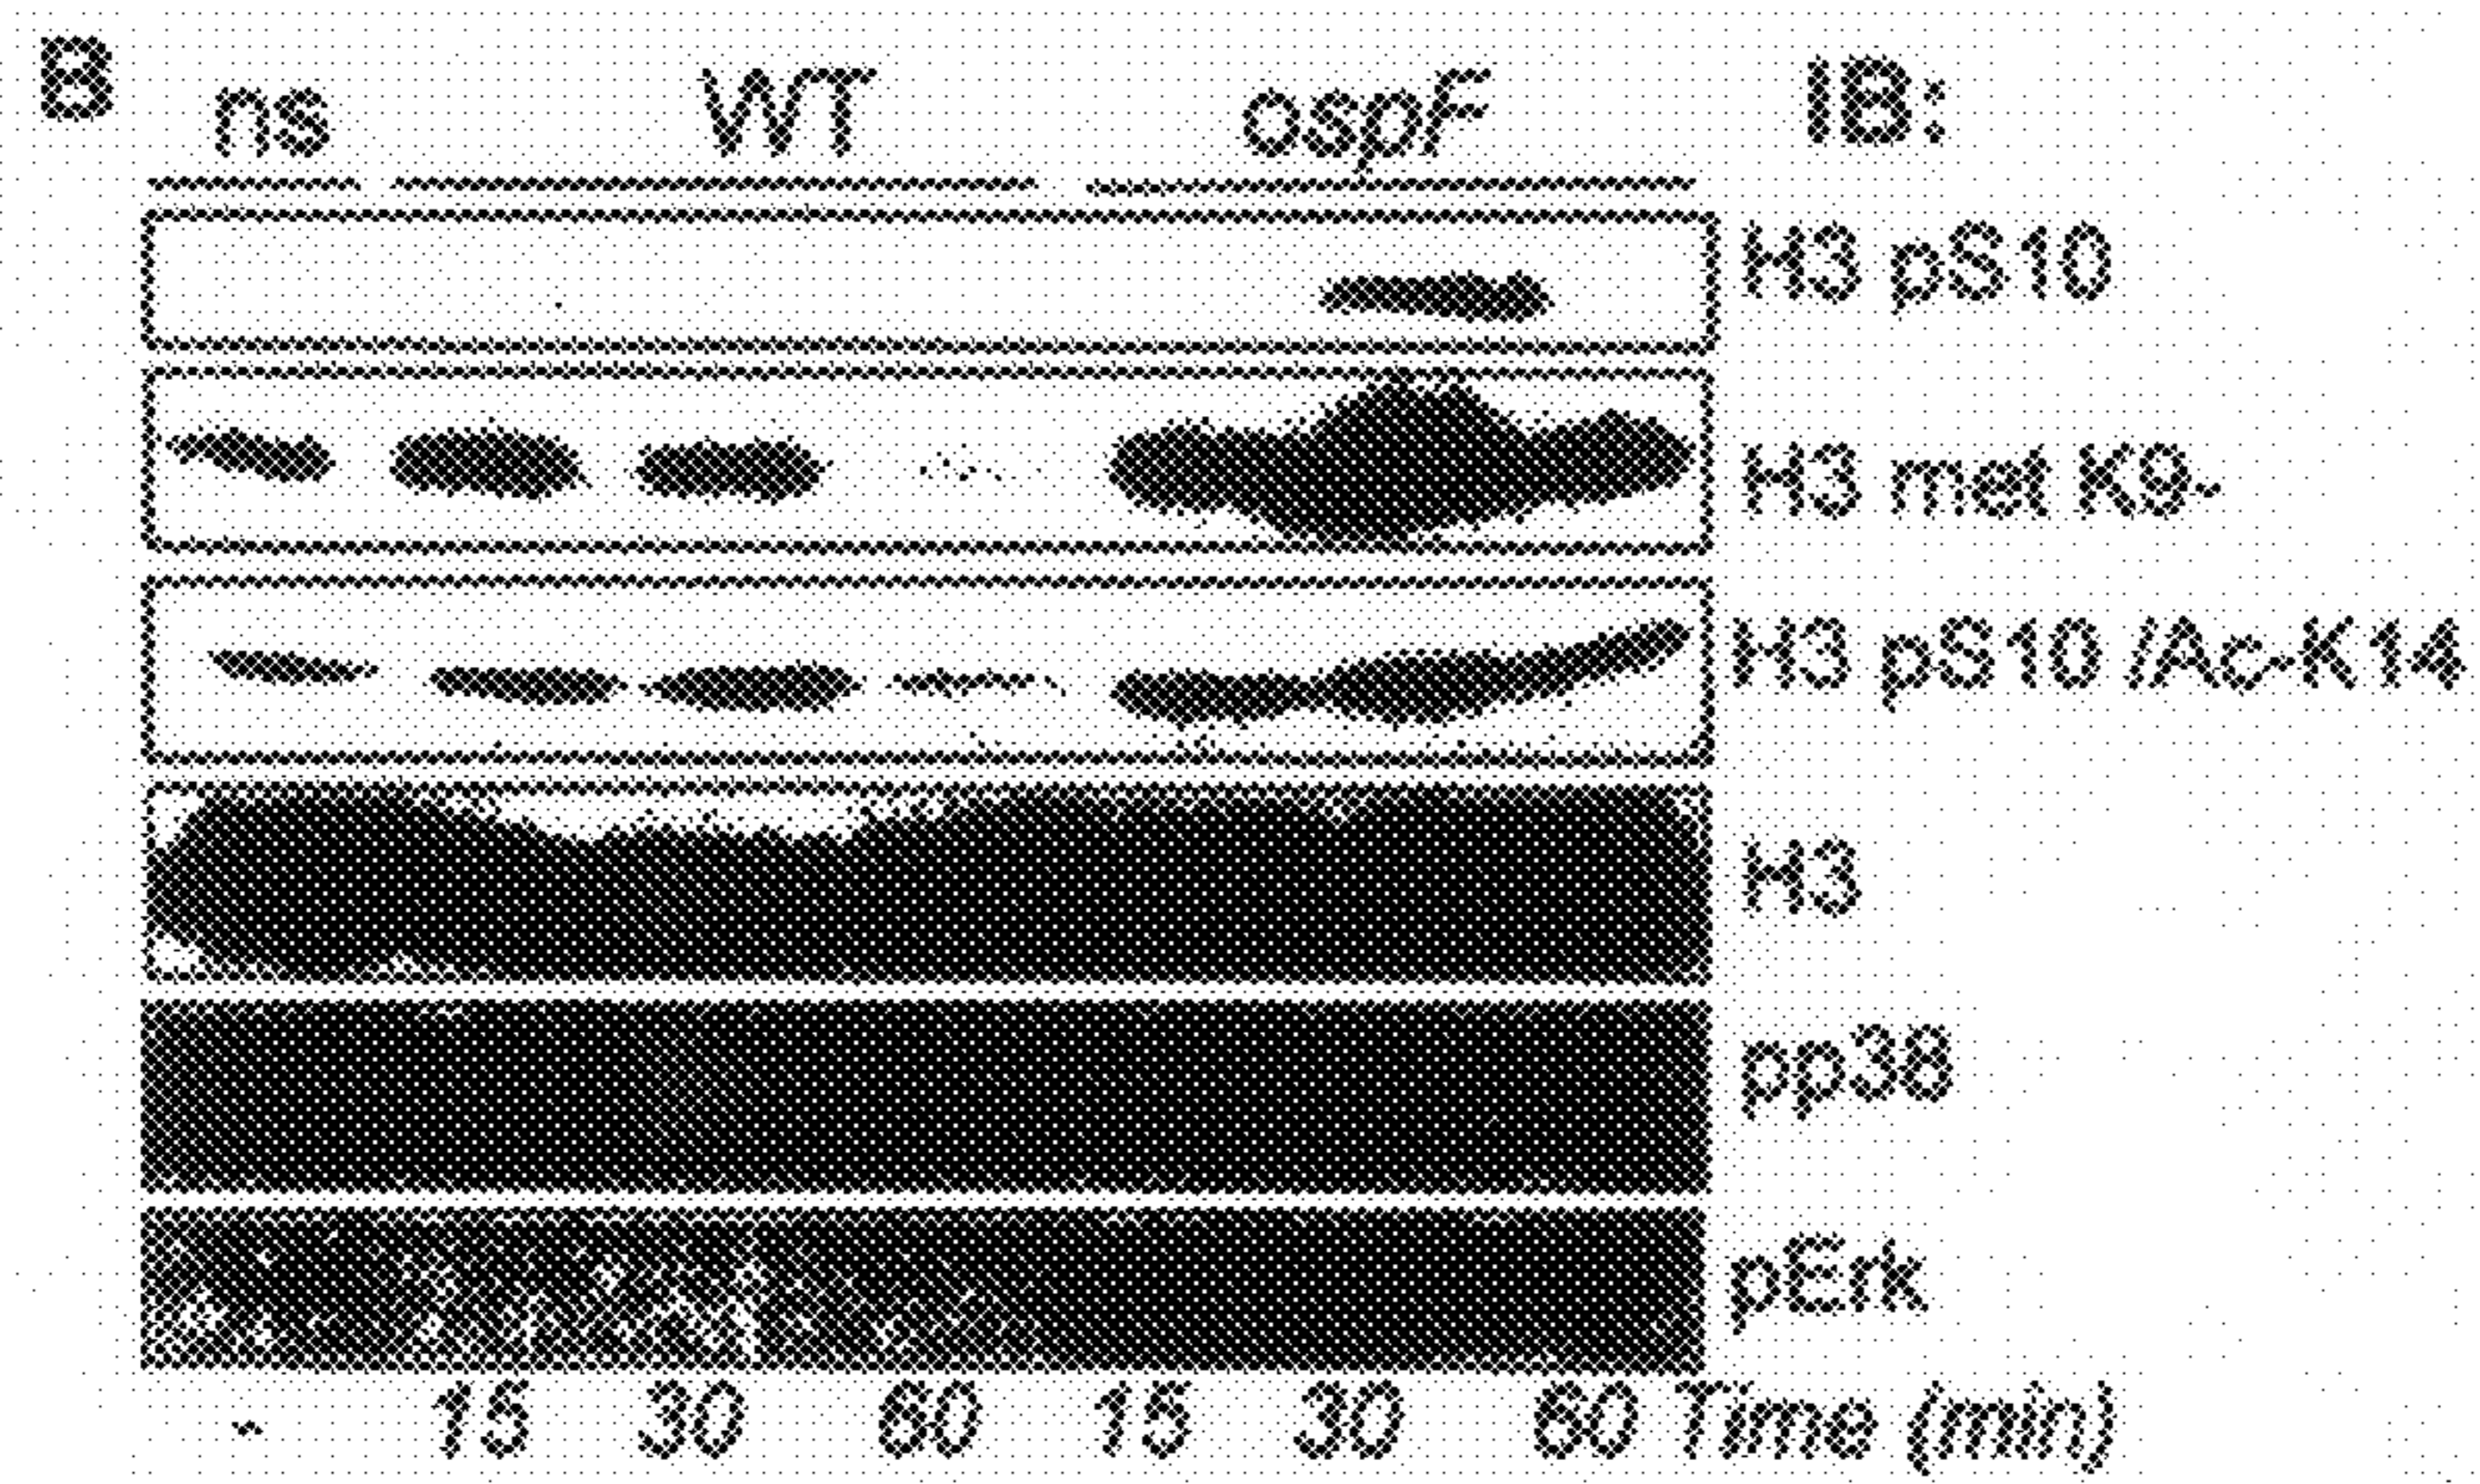 B ns WT ospF IB:
H3 pS10
H3 met K9-
H3 pS10 /Ac-K14
H3
pp38
pErk
- 15 30 60 15 30 60 Time (min)